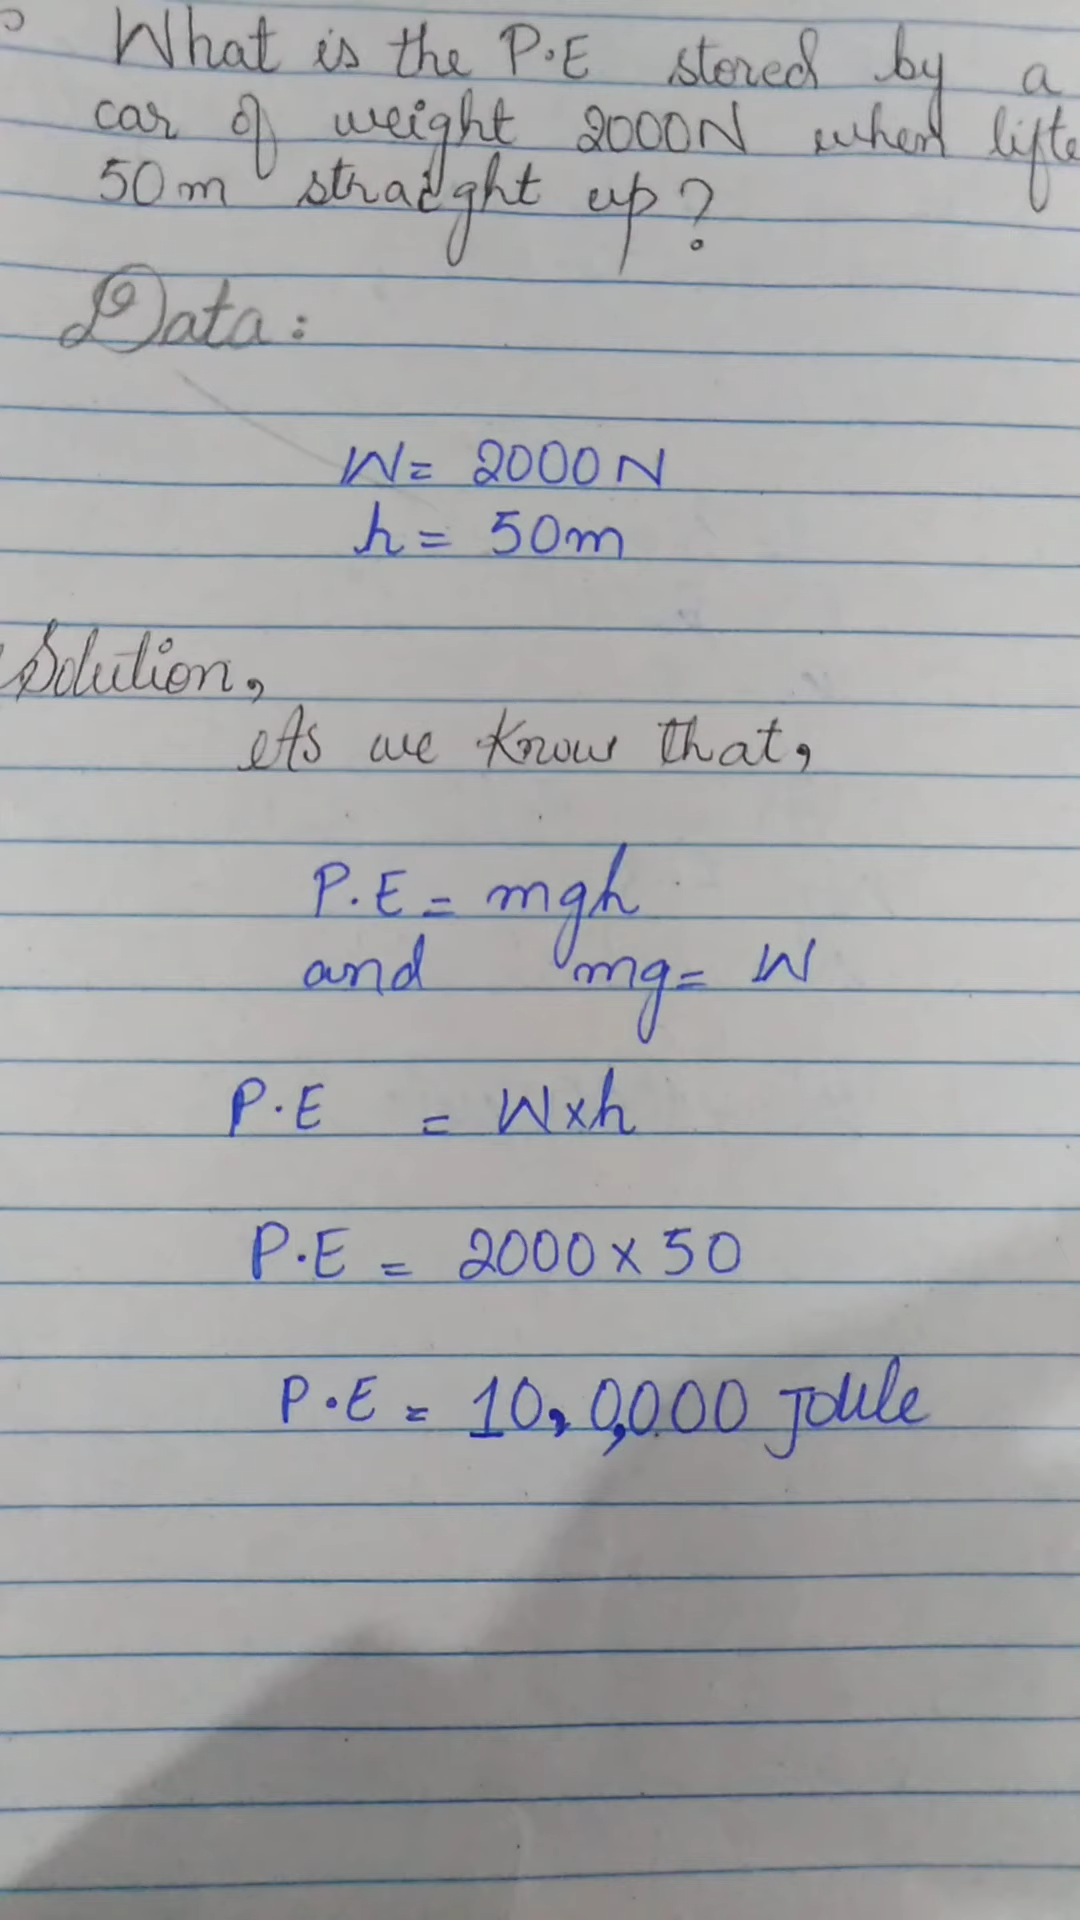 What is the P.E stored by a
car of weight 2000N when lifte
50m straight up?
Data:
W= 2000N
h= 50m
Solution,
As we know that,
P.E = mgh
and mg= W
P.E = W×h
P.E = 2000×50
P.E = 10,0,000 Joule